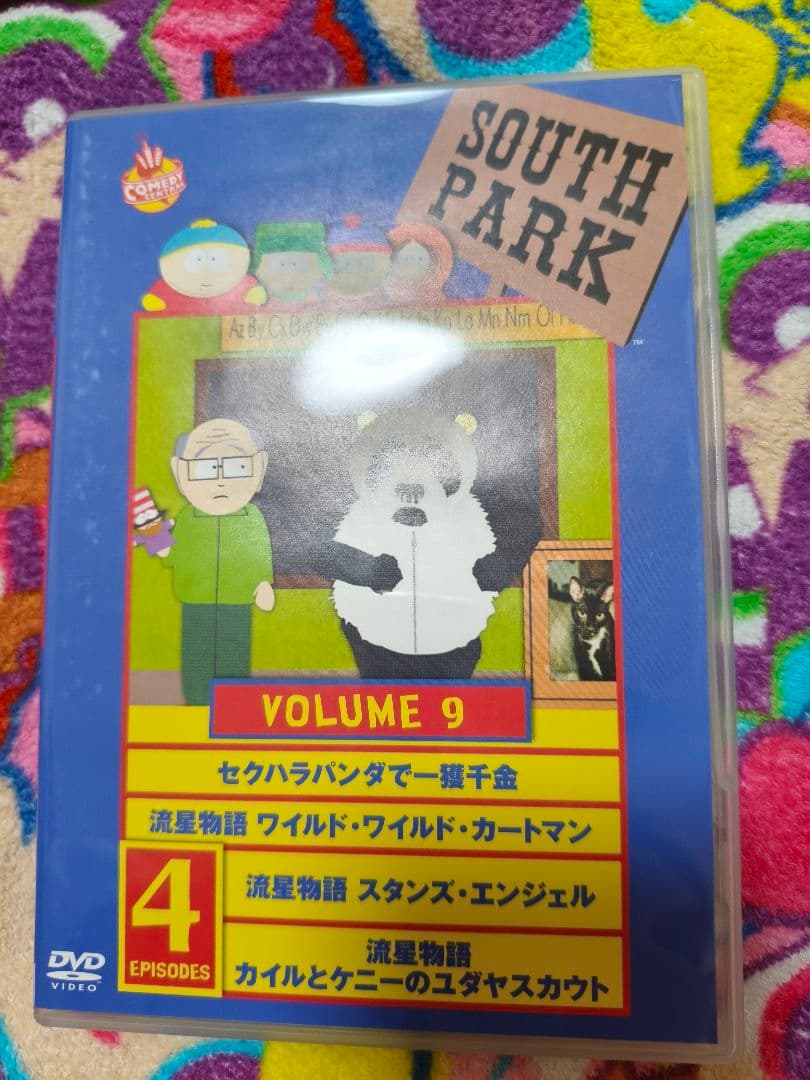 COMEDY
CENTRAL
SOUTH
PARK
TM
VOLUME 9
セクハラパンダで一獲千金
流星物語 ワイルド・ワイルド・カートマン
4
EPISODES
流星物語 スタンズ・エンジェル
流星物語
カイルとケニーのユダヤスカウト
DVD
VIDEO